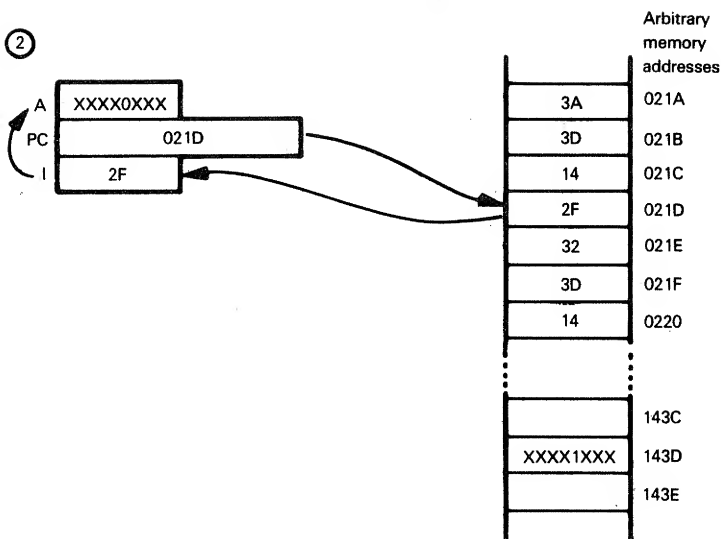 2
Arbitrary
memory
addresses
A XXXX0XXX
PC 021D
I 2F
3A 021A
3D 021B
14 021C
2F 021D
32 021E
3D 021F
14 0220
143C
XXXX1XXX 143D
143E